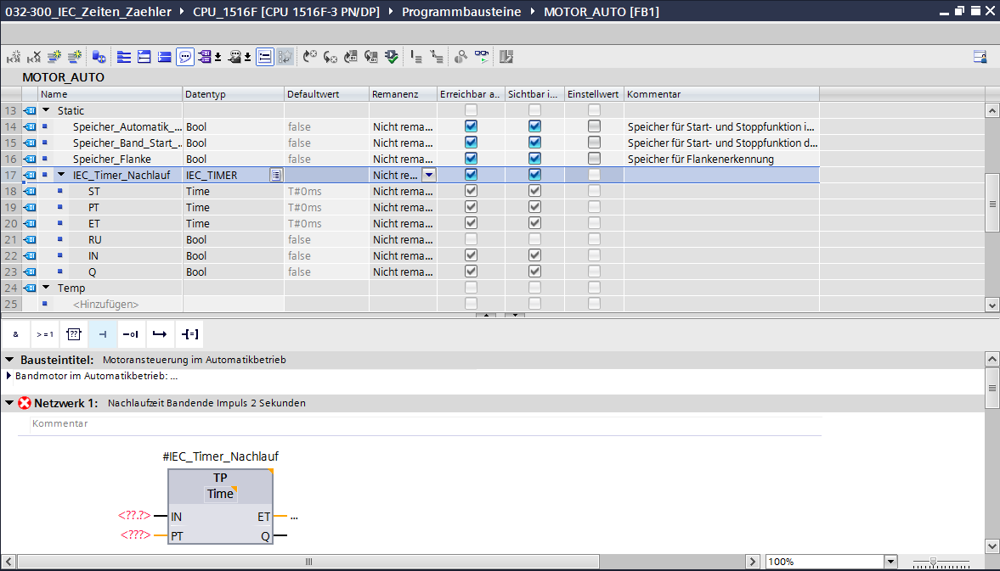 032-300_IEC_Zeiten_Zaehler ▸ CPU_1516F [CPU 1516F-3 PN/DP] ▸ Programmbausteine ▸ MOTOR_AUTO [FB1]
MOTOR_AUTO
Name Datentyp Defaultwert Remanenz Erreichbar a.. Sichtbar i... Einstellwert Kommentar
13 Static
14 Speicher_Automatik_... Bool false Nicht rema... Speicher für Start- und Stoppfunktion i...
15 Speicher_Band_Start_.. Bool false Nicht rema... Speicher für Start- und Stoppfunktion d...
16 Speicher_Flanke Bool false Nicht rema... Speicher für Flankenerkennung
17 IEC_Timer_Nachlauf IEC_TIMER Nicht re...
18 ST Time T#0ms Nicht rema...
19 PT Time T#0ms Nicht rema...
20 ET Time T#0ms Nicht rema...
21 RU Bool false Nicht rema...
22 IN Bool false Nicht rema...
23 Q Bool false Nicht rema...
24 Temp
25 <Hinzufügen>
& >=1 ?? -| -o| -[=]
Bausteintitel: Motoransteuerung im Automatikbetrieb
Bandmotor im Automatikbetrieb: ...
Netzwerk 1: Nachlaufzeit Bandende Impuls 2 Sekunden
Kommentar
#IEC_Timer_Nachlauf
TP
Time
<??.?> IN ET ...
<???> PT Q
100%